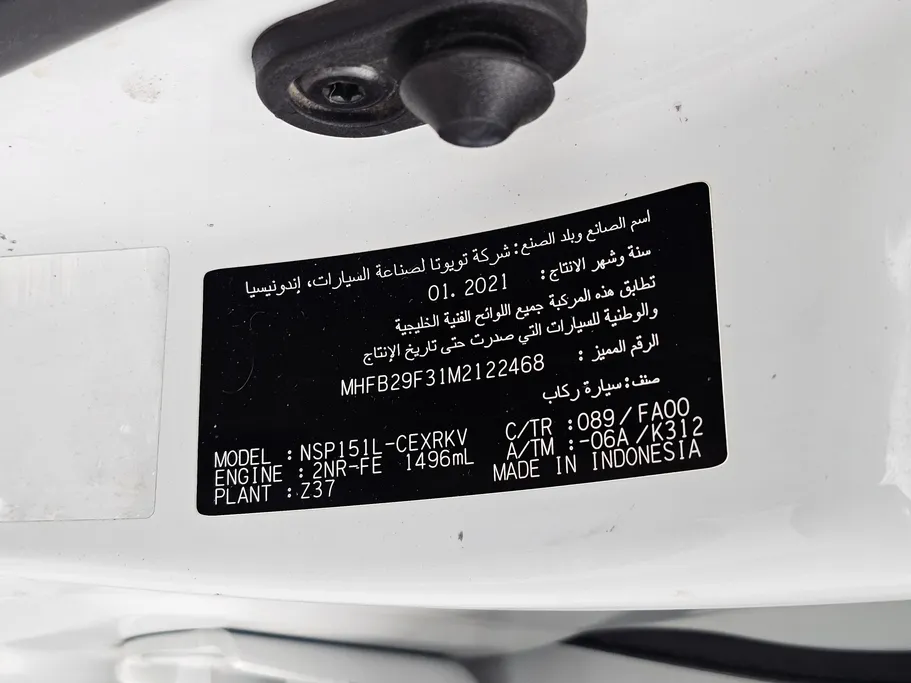 اسم الصانع وبلد الصنع: شركة تويوتا لصناعة السيارات، إندونيسيا
سنة وشهر الانتاج: 01. 2021
تطابق هذه المركبة جميع اللوائح الفنية الخليجية
والوطنية للسيارات التي صدرت حتى تاريخ الإنتاج
الرقم المميز: MHFB29F31M2122468
صنف: سيارة ركاب
MODEL : NSP151L-CEXRKV C/TR :089/FA00
ENGINE : 2NR-FE 1496mL A/TM :-06A/K312
PLANT : Z37 MADE IN INDONESIA